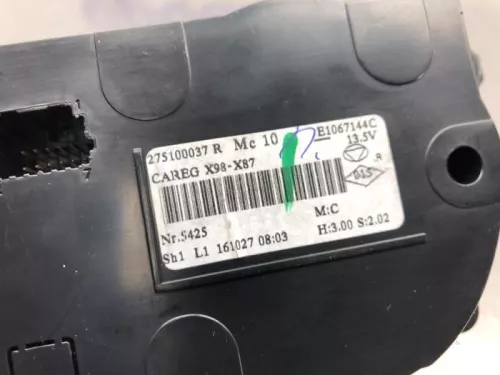 275100037 R Mc 10 E1067144C
13.5V
CAREG X98-X87
Nr.5425 M:C
Sh1 L1 161027 08:03 H:3.00 S:2.02